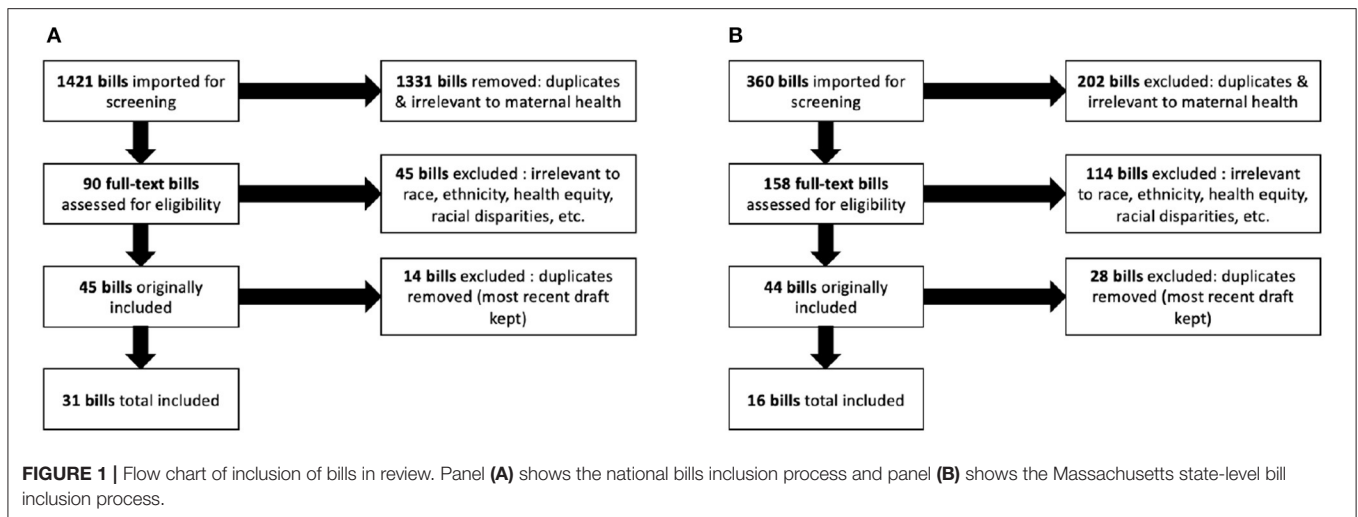 A
1421 bills imported for
screening
1331 bills removed: duplicates
& irrelevant to maternal health
90 full-text bills
assessed for eligibility
45 bills excluded : irrelevant to
race, ethnicity, health equity,
racial disparities, etc.
45 bills originally
included
14 bills excluded : duplicates
removed (most recent draft
kept)
31 bills total included
B
360 bills imported for
screening
202 bills excluded: duplicates &
irrelevant to maternal health
158 full-text bills
assessed for eligibility
114 bills excluded : irrelevant
to race, ethnicity, health equity,
racial disparities, etc.
44 bills originally
included
28 bills excluded: duplicates
removed (most recent draft
kept)
16 bills total included
FIGURE 1 | Flow chart of inclusion of bills in review. Panel (A) shows the national bills inclusion process and panel (B) shows the Massachusetts state-level bill
inclusion process.